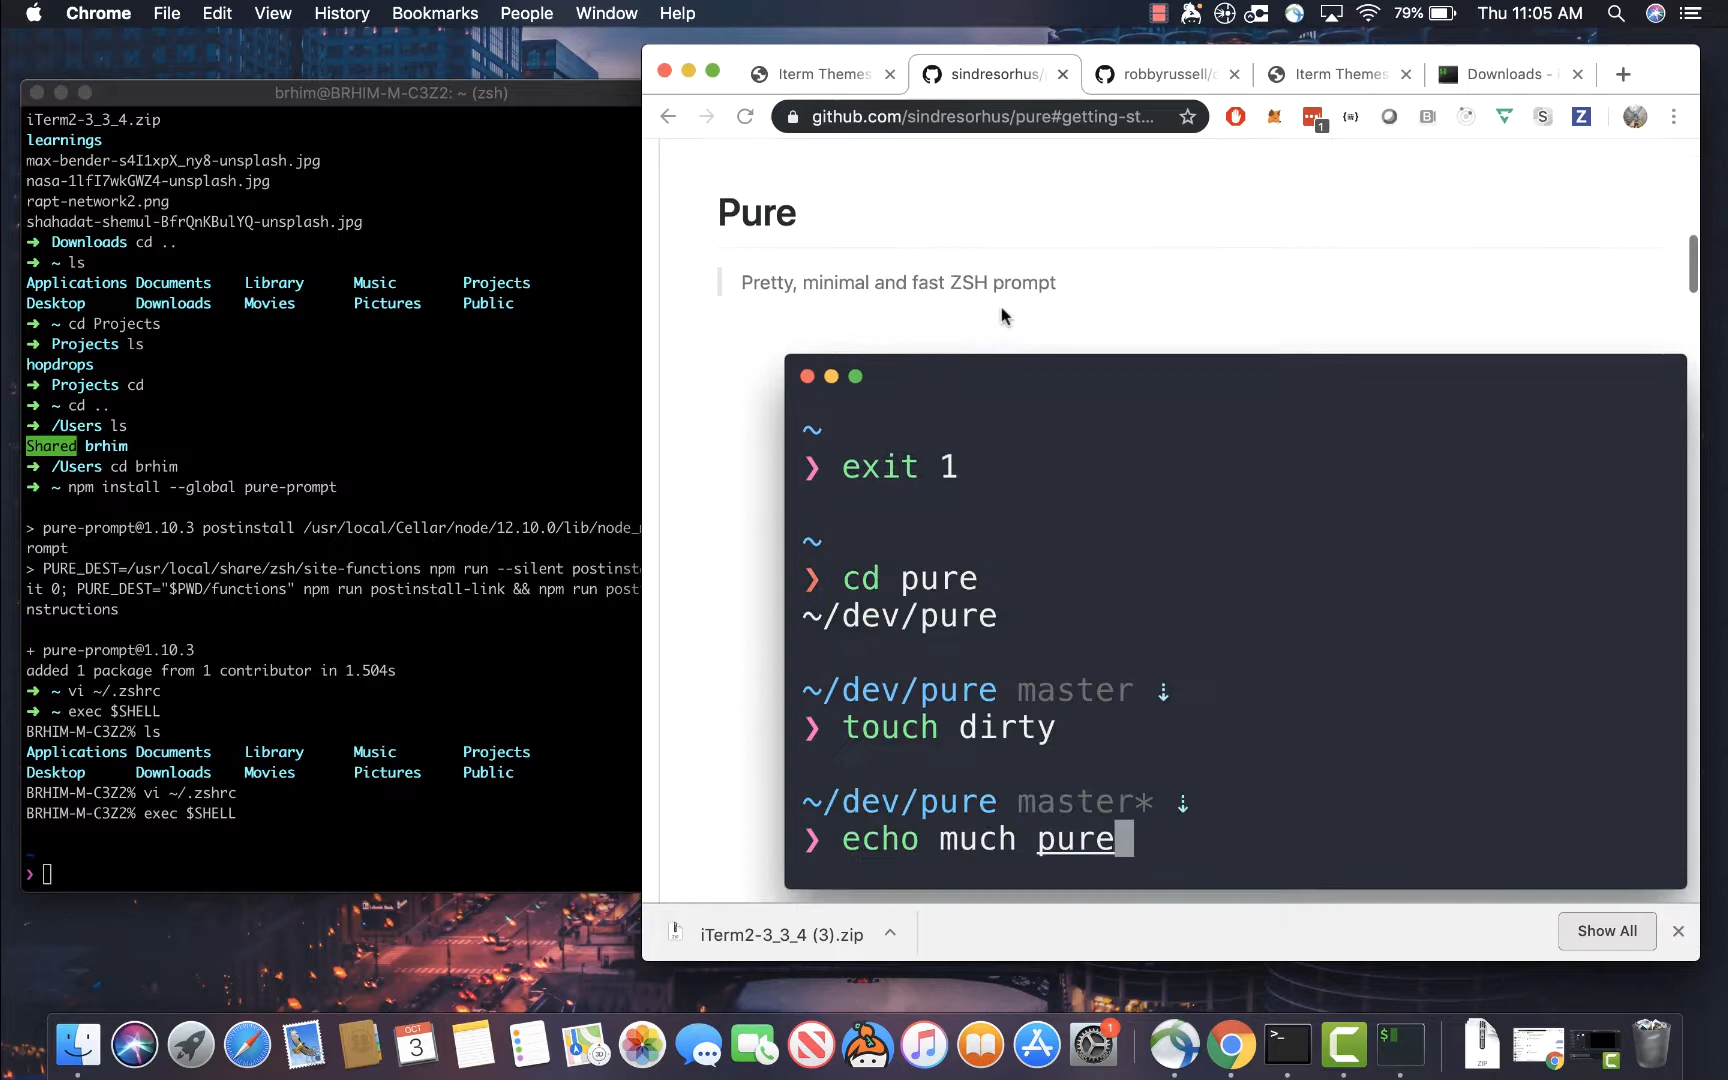 Chrome File Edit View History Bookmarks People Window Help
79% Thu 11:05 AM
brhim@BRHIM-M-C3Z2: ~ (zsh)
iTerm2-3_3_4.zip
learnings
max-bender-s4I1xpX_ny8-unsplash.jpg
nasa-1lfI7wkGWZ4-unsplash.jpg
rapt-network2.png
shahadat-shemul-BfrQnKBulYQ-unsplash.jpg
➜ Downloads cd ..
➜ ~ ls
Applications Documents Library Music Projects
Desktop Downloads Movies Pictures Public
➜ ~ cd Projects
➜ Projects ls
hopdrops
➜ Projects cd
➜ ~ cd ..
➜ /Users ls
Shared brhim
➜ /Users cd brhim
➜ ~ npm install --global pure-prompt
> pure-prompt@1.10.3 postinstall /usr/local/Cellar/node/12.10.0/lib/node_
rompt
> PURE_DEST=/usr/local/share/zsh/site-functions npm run --silent postinst
it 0; PURE_DEST="$PWD/functions" npm run postinstall-link && npm run post
nstructions
+ pure-prompt@1.10.3
added 1 package from 1 contributor in 1.504s
➜ ~ vi ~/.zshrc
➜ ~ exec $SHELL
BRHIM-M-C3Z2% ls
Applications Documents Library Music Projects
Desktop Downloads Movies Pictures Public
BRHIM-M-C3Z2% vi ~/.zshrc
BRHIM-M-C3Z2% exec $SHELL
~
❯
Iterm Themes sindresorhus/ robbyrussell/ Iterm Themes Downloads -
github.com/sindresorhus/pure#getting-st...
Pure
Pretty, minimal and fast ZSH prompt
~
❯ exit 1
~
❯ cd pure
~/dev/pure
~/dev/pure master ⇣
❯ touch dirty
~/dev/pure master* ⇣
❯ echo much pure
iTerm2-3_3_4 (3).zip
Show All
OCT
3
1
ZIP